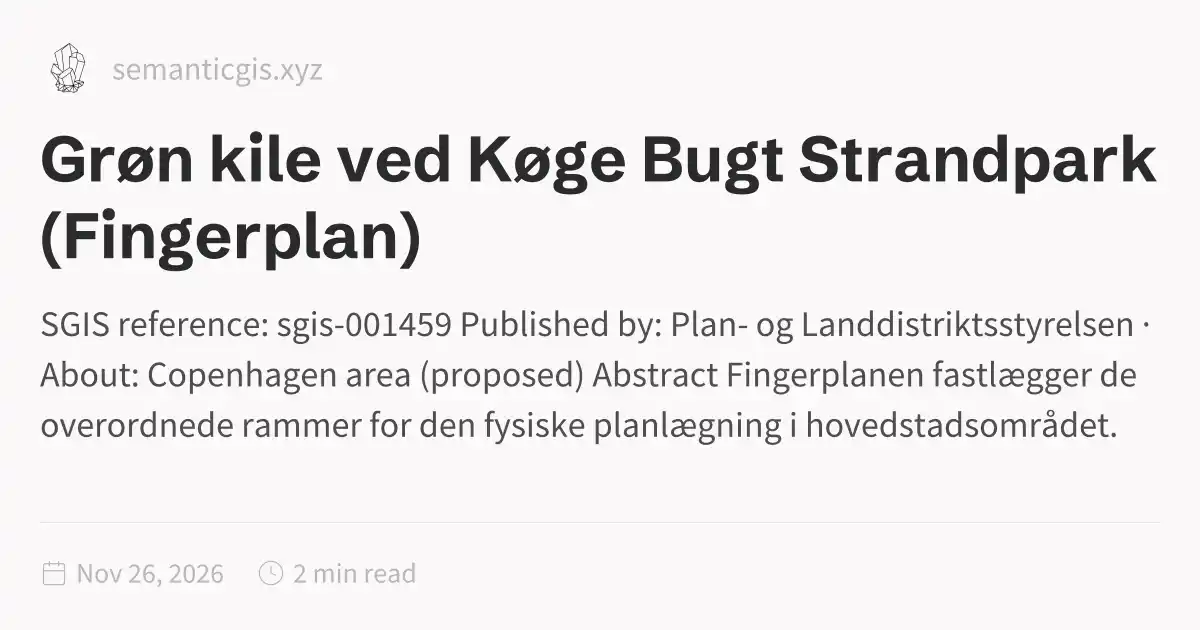 semanticgis.xyz
Grøn kile ved Køge Bugt Strandpark
(Fingerplan)
SGIS reference: sgis-001459 Published by: Plan- og Landdistriktsstyrelsen ·
About: Copenhagen area (proposed) Abstract Fingerplanen fastlægger de
overordnede rammer for den fysiske planlægning i hovedstadsområdet.
Nov 26, 2026 2 min read